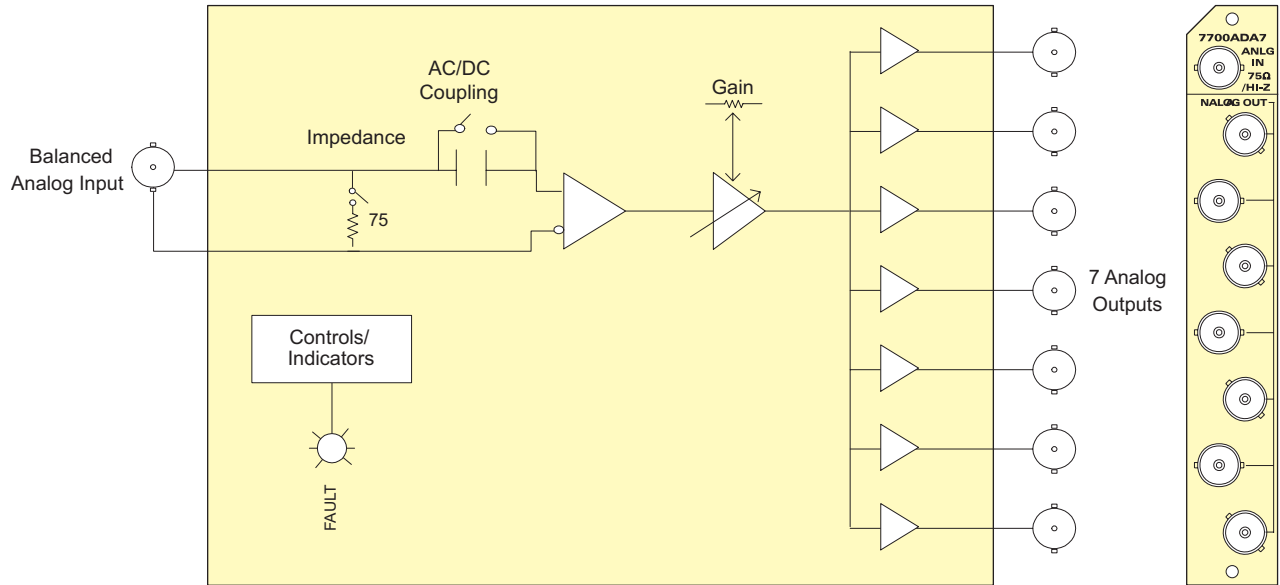 AC/DC
Coupling
Impedance
Gain
Balanced
Analog Input
75
7 Analog
Outputs
Controls/
Indicators
FAULT
7700ADA7
ANLG
IN
75Ω
/HI-Z
NALOG OUT